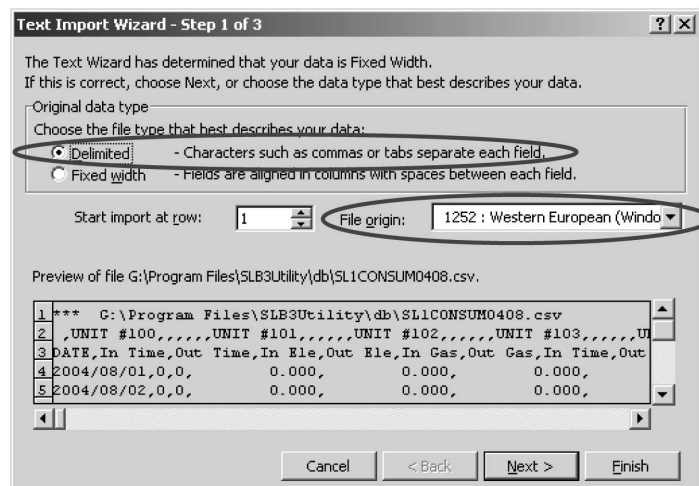 Text Import Wizard - Step 1 of 3
The Text Wizard has determined that your data is Fixed Width.
If this is correct, choose Next, or choose the data type that best describes your data.
Original data type
Choose the file type that best describes your data:
Delimited - Characters such as commas or tabs separate each field.
Fixed width - Fields are aligned in columns with spaces between each field.
Start import at row: 1 File origin: 1252 : Western European (Windo
Preview of file G:\Program Files\SLB3Utility\db\SL1CONSUM0408.csv.
1 *** G:\Program Files\SLB3Utility\db\SL1CONSUM0408.csv
2 ,UNIT #100,,,,,,UNIT #101,,,,,,UNIT #102,,,,,,UNIT #103,,,,,,U
3 DATE,In Time,Out Time,In Ele,Out Ele,In Gas,Out Gas,In Time,Out
4 2004/08/01,0,0, 0.000, 0.000, 0.000,
5 2004/08/02,0,0, 0.000, 0.000, 0.000,
Cancel < Back Next > Finish